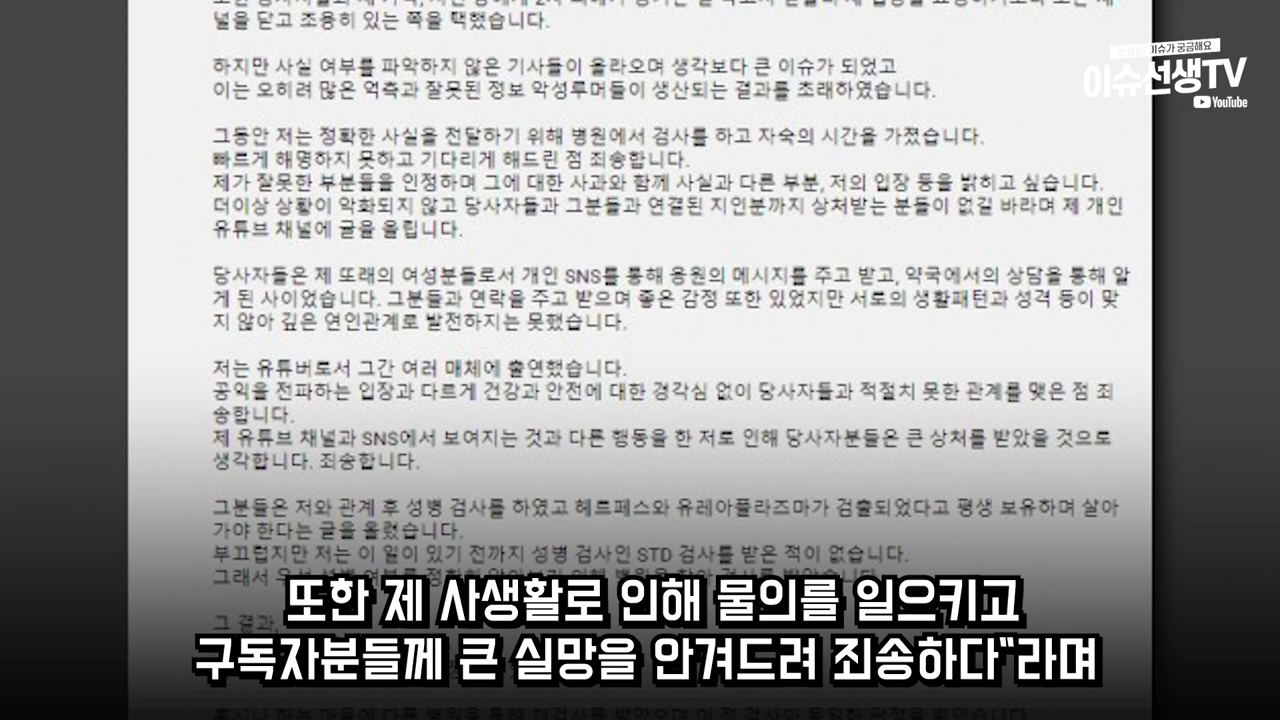 널을 닫고 조용히 있는 쪽을 택했습니다.
하지만 사실 여부를 파악하지 않은 기사들이 올라오며 생각보다 큰 이슈가 되었고
이는 오히려 많은 억측과 잘못된 정보 악성루머들이 생산되는 결과를 초래하였습니다.
그동안 저는 정확한 사실을 전달하기 위해 병원에서 검사를 하고 자숙의 시간을 가졌습니다.
빠르게 해명하지 못하고 기다리게 해드린 점 죄송합니다.
제가 잘못한 부분들을 인정하며 그에 대한 사과와 함께 사실과 다른 부분, 저의 입장 등을 밝히고 싶습니다.
더이상 상황이 악화되지 않고 당사자들과 그분들과 연결된 지인분까지 상처받는 분들이 없길 바라며 제 개인
유튜브 채널에 글을 올립니다.
당사자들은 제 또래의 여성분들로서 개인 SNS를 통해 응원의 메시지를 주고 받고, 약국에서의 상담을 통해 알
게 된 사이었습니다. 그분들과 연락을 주고 받으며 좋은 감정 또한 있었지만 서로의 생활패턴과 성격 등이 맞
지 않아 깊은 연인관계로 발전하지는 못했습니다.
저는 유튜버로서 그간 여러 매체에 출연했습니다.
공익을 전파하는 입장과 다르게 건강과 안전에 대한 경각심 없이 당사자들과 적절치 못한 관계를 맺은 점 죄
송합니다.
제 유튜브 채널과 SNS에서 보여지는 것과 다른 행동을 한 저로 인해 당사자분들은 큰 상처를 받았을 것으로
생각합니다. 죄송합니다.
그분들은 저와 관계 후 성병 검사를 하였고 헤르페스와 유레아플라즈마가 검출되었다고 평생 보유하며 살아
가야 한다는 글을 올렸습니다.
부끄럽지만 저는 이 일이 있기 전까지 성병 검사인 STD 검사를 받은 적이 없습니다.
그래서
그 결과,
또한 제 사생활로 인해 물의를 일으키고
구독자분들께 큰 실망을 안겨드려 죄송하다"라며
이슈가 궁금해요
이슈선생TV
YouTube